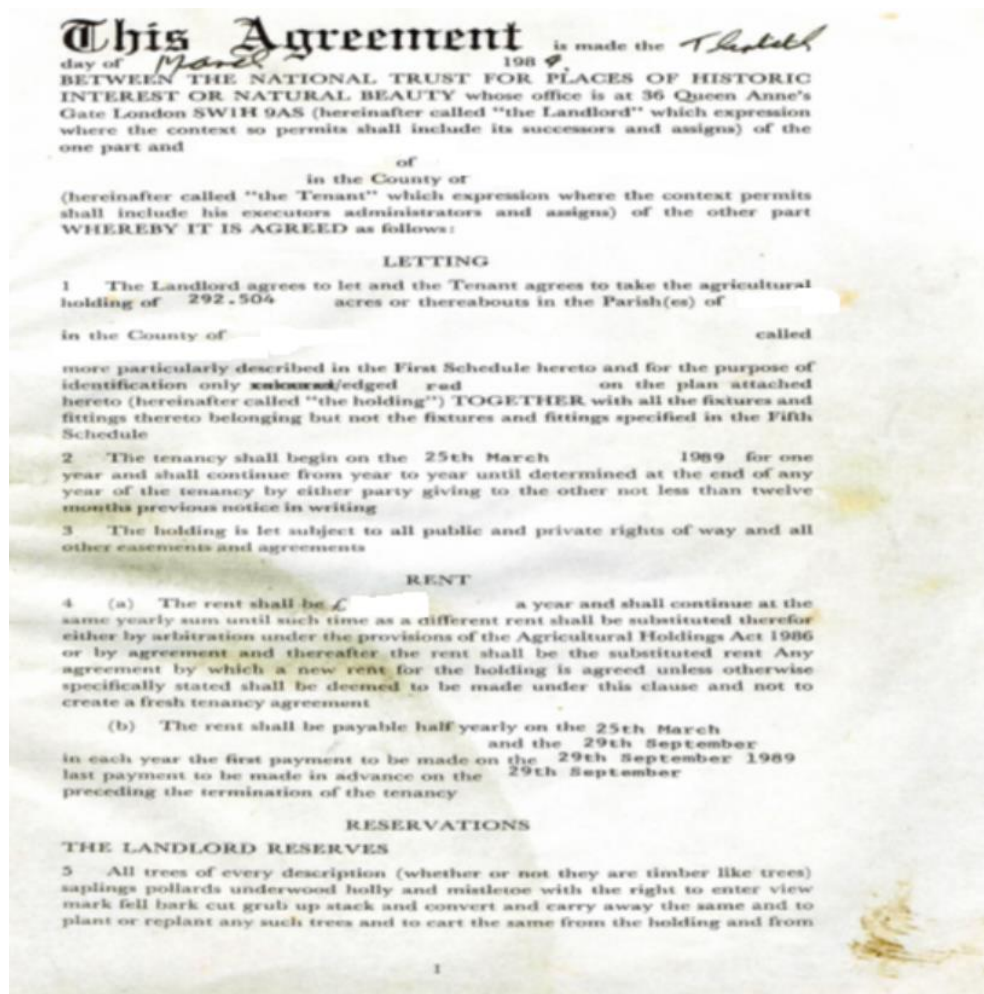 This Agreement is made the
day of March 1989.
BETWEEN THE NATIONAL TRUST FOR PLACES OF HISTORIC
INTEREST OR NATURAL BEAUTY whose office is at 36 Queen Anne's
Gate London SW1H 9AS (hereinafter called "the Landlord" which expression
where the context so permits shall include its successors and assigns) of the
one part and
of
in the County of
(hereinafter called "the Tenant" which expression where the context permits
shall include his executors administrators and assigns) of the other part
WHEREBY IT IS AGREED as follows:
LETTING
1 The Landlord agrees to let and the Tenant agrees to take the agricultural
holding of 292.504 acres or thereabouts in the Parish(es) of
in the County of called
more particularly described in the First Schedule hereto and for the purpose of
identification only /edged red on the plan attached
hereto (hereinafter called "the holding") TOGETHER with all the fixtures and
fittings thereto belonging but not the fixtures and fittings specified in the Fifth
Schedule
2 The tenancy shall begin on the 25th March 1989 for one
year and shall continue from year to year until determined at the end of any
year of the tenancy by either party giving to the other not less than twelve
months previous notice in writing
3 The holding is let subject to all public and private rights of way and all
other easements and agreements
RENT
4 (a) The rent shall be £ a year and shall continue at the
same yearly sum until such time as a different rent shall be substituted therefor
either by arbitration under the provisions of the Agricultural Holdings Act 1986
or by agreement and thereafter the rent shall be the substituted rent Any
agreement by which a new rent for the holding is agreed unless otherwise
specifically stated shall be deemed to be made under this clause and not to
create a fresh tenancy agreement
(b) The rent shall be payable half yearly on the 25th March
and the 29th September
in each year the first payment to be made on the 29th September 1989
last payment to be made in advance on the 29th September
preceding the termination of the tenancy
RESERVATIONS
THE LANDLORD RESERVES
5 All trees of every description (whether or not they are timber like trees)
saplings pollards underwood holly and mistletoe with the right to enter view
mark fell bark cut grub up stack and convert and carry away the same and to
plant or replant any such trees and to cart the same from the holding and from
1